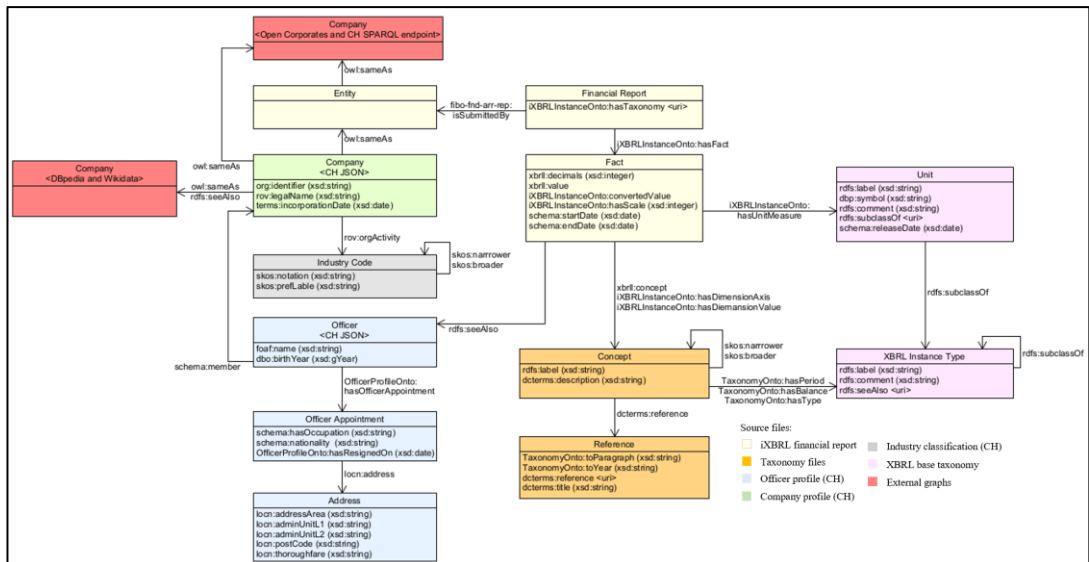 Company
<Open Corporates and CH SPARQL endpoint>
owl:sameAs
Entity
fibo-fnd-arr-rep:
isSubmittedBy
Financial Report
iXBRLInstanceOnto:hasTaxonomy <uri>
owl:sameAs
owl:sameAs
iXBRLInstanceOnto:hasFact
Company
<DBpedia and Wikidata>
owl:sameAs
rdfs:seeAlso
Company
<CH JSON>
org:identifier (xsd:string)
rov:legalName (xsd:string)
terms:incorporationDate (xsd:date)
Fact
xbrll:decimals (xsd:integer)
xbrll:value
iXBRLInstanceOnto:convertedValue
iXBRLInstanceOnto:hasScale (xsd:integer)
schema:startDate (xsd:date)
schema:endDate (xsd:date)
iXBRLInstanceOnto:
hasUnitMeasure
Unit
rdfs:label (xsd:string)
dbp:symbol (xsd:string)
rdfs:comment (xsd:string)
rdfs:subclassOf <uri>
schema:releaseDate (xsd:date)
rov:orgActivity
skos:narrrower
skos:broader
Industry Code
skos:notation (xsd:string)
skos:prefLable (xsd:string)
xbrll:concept
iXBRLInstanceOnto:hasDimensionAxis
iXBRLInstanceOnto:hasDiemansionValue
rdfs:subclassOf
Officer
<CH JSON>
foaf:name (xsd:string)
dbo:birthYear (xsd:gYear)
rdfs:seeAlso
schema:member
skos:narrrower
skos:broader
Concept
rdfs:label (xsd:string)
dcterms:description (xsd:string)
TaxonomyOnto:hasPeriod
TaxonomyOnto:hasBalance
TaxonomyOnto:hasType
XBRL Instance Type
rdfs:label (xsd:string)
rdfs:comment (xsd:string)
rdfs:seeAlso <uri>
rdfs:subclassOf
OfficerProfileOnto:
hasOfficerAppointment
Officer Appointment
schema:hasOccupation (xsd:string)
schema:nationality (xsd:string)
OfficerProfileOnto:hasResignedOn (xsd:date)
dcterms:reference
Reference
TaxonomyOnto:toParagraph (xsd:string)
TaxonomyOnto:toYear (xsd:string)
dcterms:reference <uri>
dcterms:title (xsd:string)
locn:address
Address
locn:addressArea (xsd:string)
locn:adminUnitL1 (xsd:string)
locn:adminUnitL2 (xsd:string)
locn:postCode (xsd:string)
locn:thoroughfare (xsd:string)
Source files:
iXBRL financial report
Taxonomy files
Officer profile (CH)
Company profile (CH)
Industry classification (CH)
XBRL base taxonomy
External graphs